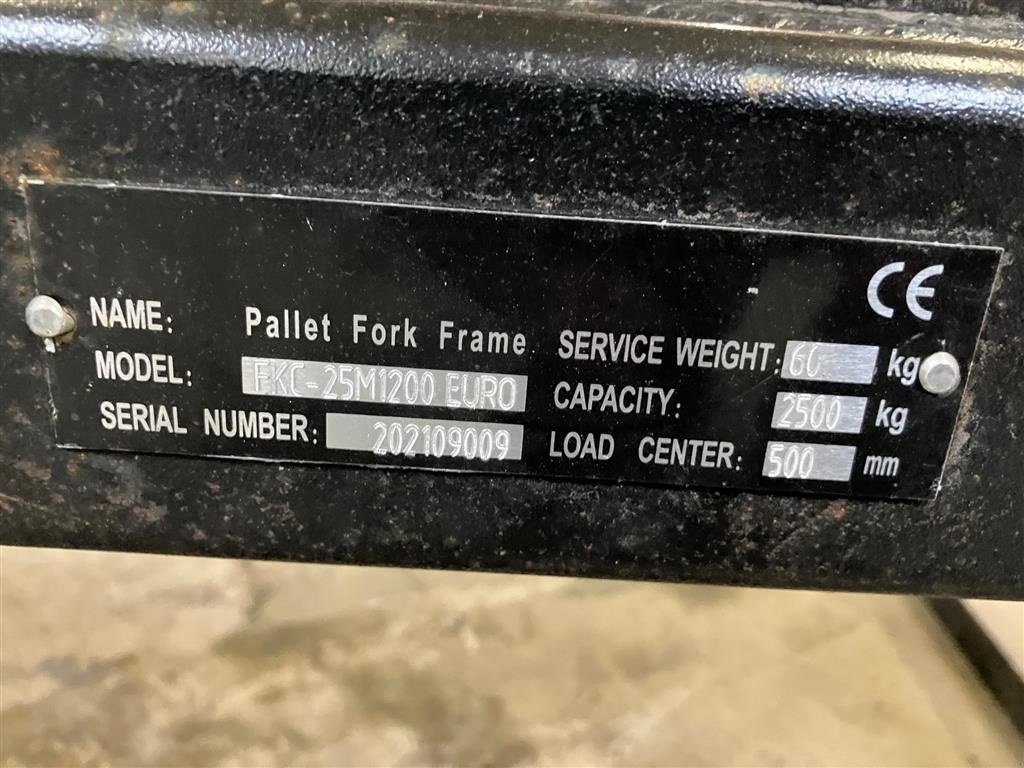 CE
NAME: Pallet Fork Frame
MODEL: FKC-25M1200 EURO
SERIAL NUMBER: 202109009
SERVICE WEIGHT: 60 kg
CAPACITY: 2500 kg
LOAD CENTER: 500 mm